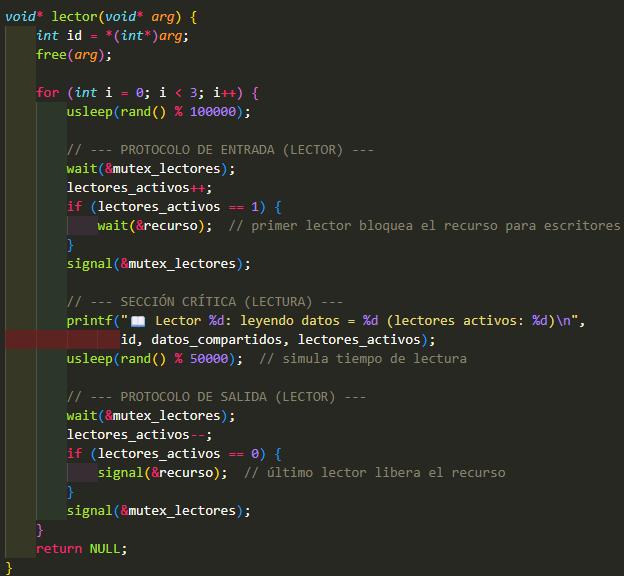 void* lector(void* arg) {
    int id = *(int*)arg;
    free(arg);

    for (int i = 0; i < 3; i++) {
        usleep(rand() % 100000);

        // --- PROTOCOLO DE ENTRADA (LECTOR) ---
        wait(&mutex_lectores);
        lectores_activos++;
        if (lectores_activos == 1) {
            wait(&recurso);  // primer lector bloquea el recurso para escritores
        }
        signal(&mutex_lectores);

        // --- SECCIÓN CRÍTICA (LECTURA) ---
        printf("📖 Lector %d: leyendo datos = %d (lectores activos: %d)\n",
               id, datos_compartidos, lectores_activos);
        usleep(rand() % 50000);  // simula tiempo de lectura

        // --- PROTOCOLO DE SALIDA (LECTOR) ---
        wait(&mutex_lectores);
        lectores_activos--;
        if (lectores_activos == 0) {
            signal(&recurso);  // último lector libera el recurso
        }
        signal(&mutex_lectores);
    }
    return NULL;
}